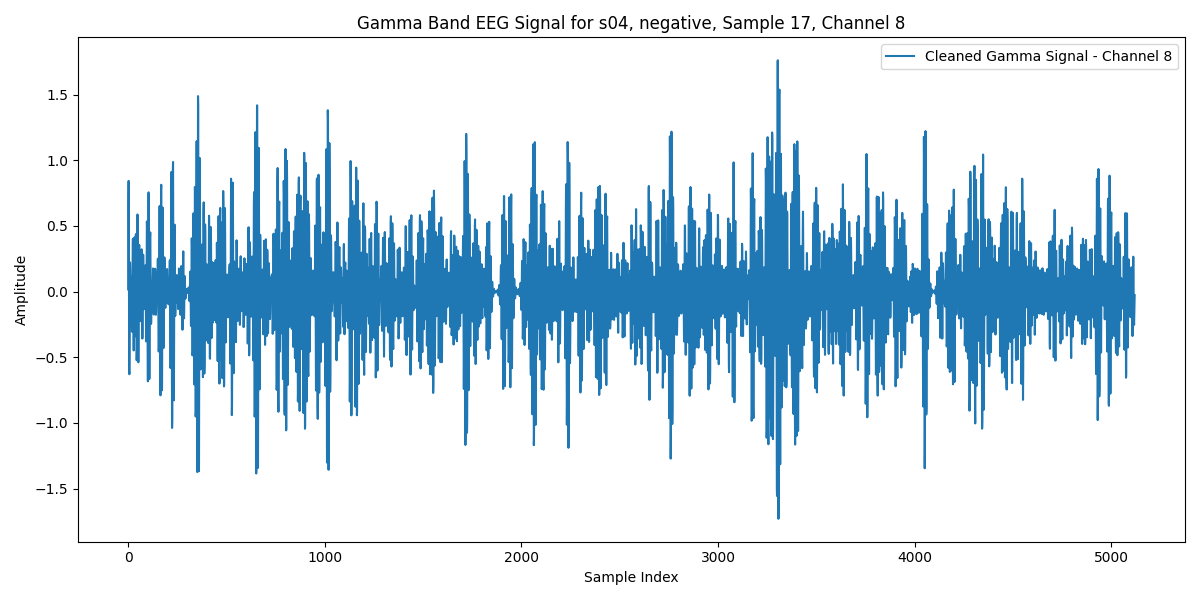 Gamma Band EEG Signal for s04, negative, Sample 17, Channel 8
Cleaned Gamma Signal - Channel 8
Amplitude
1.5
1.0
0.5
0.0
−0.5
−1.0
−1.5
0 1000 2000 3000 4000 5000
Sample Index